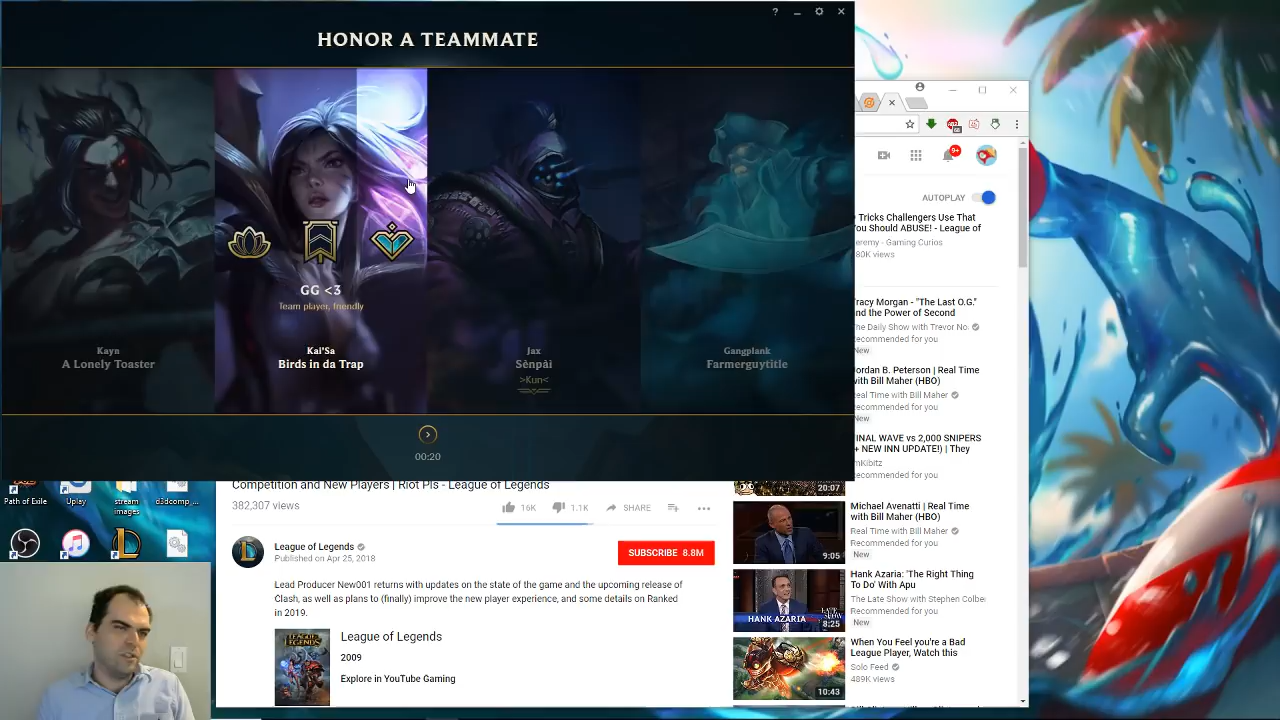 ?
HONOR A TEAMMATE
GG <3
Team player, friendly
Kayn
A Lonely Toaster
Kai'Sa
Birds in da Trap
Jax
Sènpài
>Kun<
Gangplank
Farmerguytitle
00:20
9+
AUTOPLAY
Tricks Challengers Use That
You Should ABUSE! - League of
eremy - Gaming Curios
80K views
Tracy Morgan - "The Last O.G."
and the Power of Second
The Daily Show with Trevor No.
Recommended for you
New
Jordan B. Peterson | Real Time
with Bill Maher (HBO)
Real Time with Bill Maher
Recommended for you
New
FINAL WAVE vs 2,000 SNIPERS
(+ NEW INN UPDATE!) | They
mKibitz
Recommended for you
20:07
Michael Avenatti | Real Time
with Bill Maher (HBO)
Real Time with Bill Maher
Recommended for you
New
9:05
Hank Azaria: 'The Right Thing
To Do' With Apu
The Late Show with Stephen Colbe
Recommended for you
New
HANK AZARIA
8:25
When You Feel you're a Bad
League Player, Watch this
Solo Feed
489K views
10:43
Path of Exile
Uplay
stream
images
d3dcomp_...
Competition and New Players | Riot Pls - League of Legends
382,307 views
16K
1.1K
SHARE
League of Legends
Published on Apr 25, 2018
SUBSCRIBE 8.8M
Lead Producer New001 returns with updates on the state of the game and the upcoming release of
Clash, as well as plans to (finally) improve the new player experience, and some details on Ranked
in 2019.
League of Legends
2009
Explore in YouTube Gaming